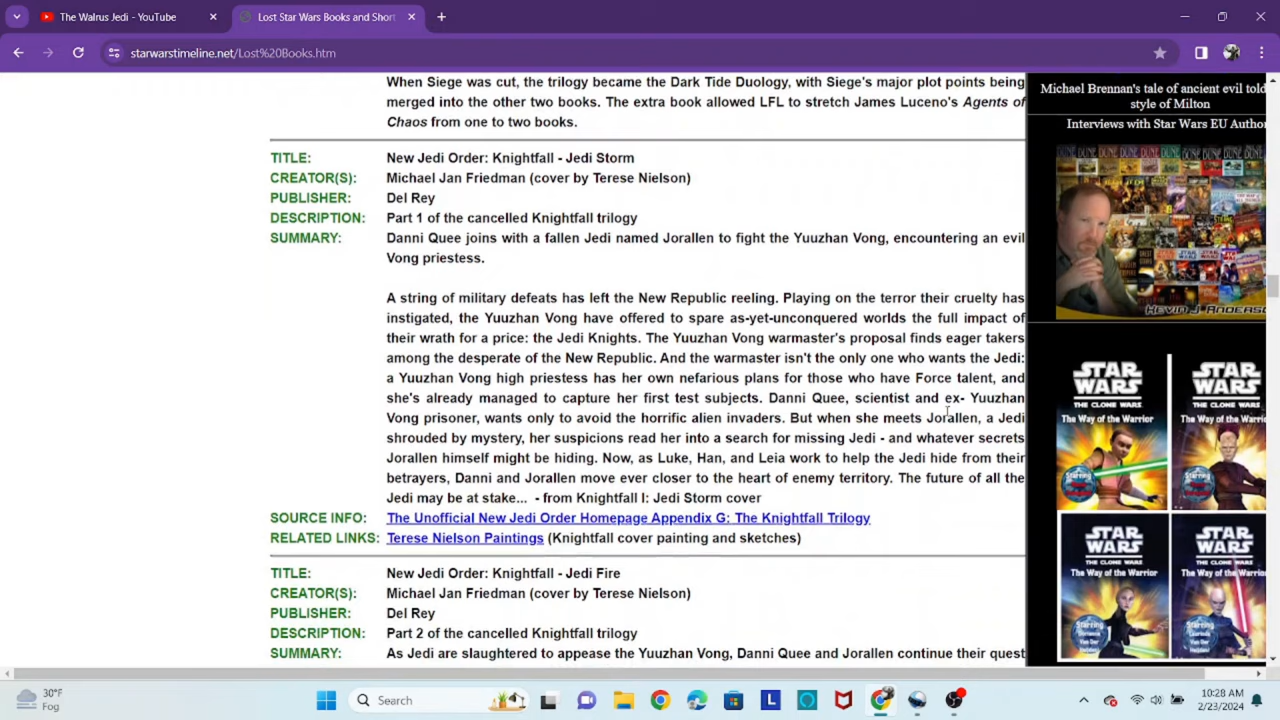 The Walrus Jedi - YouTube
Lost Star Wars Books and Short
starwarstimeline.net/Lost%20Books.htm
When Siege was cut, the trilogy became the Dark Tide Duology, with Siege's major plot points being
merged into the other two books. The extra book allowed LFL to stretch James Luceno's Agents of
Chaos from one to two books.
TITLE: New Jedi Order: Knightfall - Jedi Storm
CREATOR(S): Michael Jan Friedman (cover by Terese Nielson)
PUBLISHER: Del Rey
DESCRIPTION: Part 1 of the cancelled Knightfall trilogy
SUMMARY: Danni Quee joins with a fallen Jedi named Jorallen to fight the Yuuzhan Vong, encountering an evil
Vong priestess.
A string of military defeats has left the New Republic reeling. Playing on the terror their cruelty has
instigated, the Yuuzhan Vong have offered to spare as-yet-unconquered worlds the full impact of
their wrath for a price: the Jedi Knights. The Yuuzhan Vong warmaster's proposal finds eager takers
among the desperate of the New Republic. And the warmaster isn't the only one who wants the Jedi:
a Yuuzhan Vong high priestess has her own nefarious plans for those who have Force talent, and
she's already managed to capture her first test subjects. Danni Quee, scientist and ex- Yuuzhan
Vong prisoner, wants only to avoid the horrific alien invaders. But when she meets Jorallen, a Jedi
shrouded by mystery, her suspicions read her into a search for missing Jedi - and whatever secrets
Jorallen himself might be hiding. Now, as Luke, Han, and Leia work to help the Jedi hide from their
betrayers, Danni and Jorallen move ever closer to the heart of enemy territory. The future of all the
Jedi may be at stake... - from Knightfall I: Jedi Storm cover
SOURCE INFO: The Unofficial New Jedi Order Homepage Appendix G: The Knightfall Trilogy
RELATED LINKS: Terese Nielson Paintings (Knightfall cover painting and sketches)
TITLE: New Jedi Order: Knightfall - Jedi Fire
CREATOR(S): Michael Jan Friedman (cover by Terese Nielson)
PUBLISHER: Del Rey
DESCRIPTION: Part 2 of the cancelled Knightfall trilogy
SUMMARY: As Jedi are slaughtered to appease the Yuuzhan Vong, Danni Quee and Jorallen continue their quest
Michael Brennan's tale of ancient evil told
style of Milton
Interviews with Star Wars EU Autho
KEVIN J. ANDERSO
STAR WARS
THE CLONE WARS
The Way of the Warrior
STAR WARS
THE CLONE WARS
The Way of the Warrior
STAR WARS
THE CLONE WARS
The Way of the Warrior
STAR WARS
THE CLONE WARS
The Way of the Warrior
30°F
Fog
Search
10:28 AM
2/23/2024